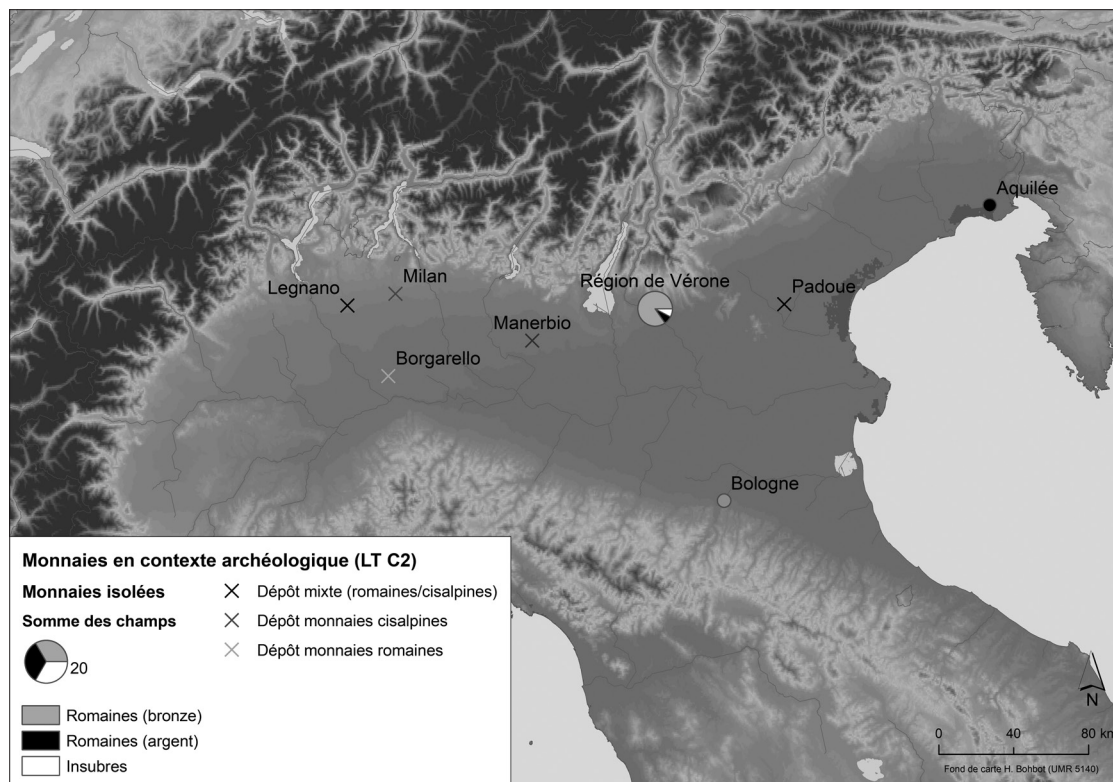 Aquilée
Milan
Région de Vérone
Padoue
Legnano
Manerbio
Borgarello
Bologne
Monnaies en contexte archéologique (LT C2)
Monnaies isolées
Somme des champs
20
Romaines (bronze)
Romaines (argent)
Insubres
Dépôt mixte (romaines/cisalpines)
Dépôt monnaies cisalpines
Dépôt monnaies romaines
N
0 40 80 km
Fond de carte H. Bohbot (UMR 5140)